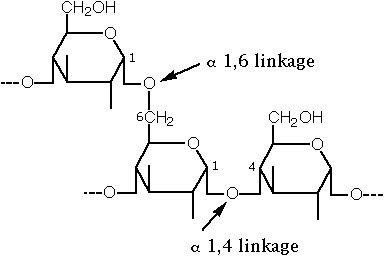 CH2OH
O
1
α 1,6 linkage
---O
O
6CH2
CH2OH
O
O
1
4
---O
O
O---
α 1,4 linkage